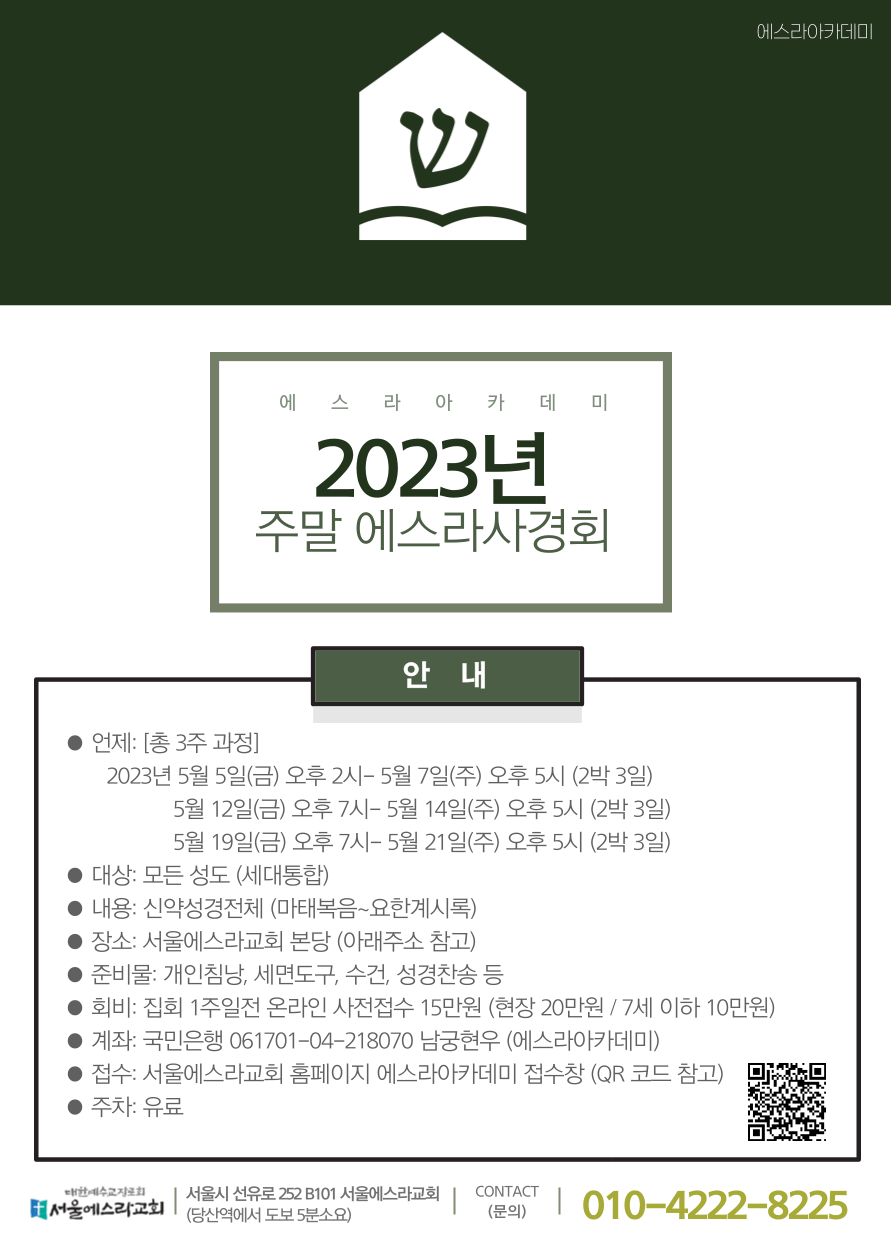 에스라아카데미
ש
에스라아카데미
2023년
주말 에스라사경회
안 내
● 언제: [총 3주 과정]
2023년 5월 5일(금) 오후 2시- 5월 7일(주) 오후 5시 (2박 3일)
5월 12일(금) 오후 7시- 5월 14일(주) 오후 5시 (2박 3일)
5월 19일(금) 오후 7시- 5월 21일(주) 오후 5시 (2박 3일)
● 대상: 모든 성도 (세대통합)
● 내용: 신약성경전체 (마태복음~요한계시록)
● 장소: 서울에스라교회 본당 (아래주소 참고)
● 준비물: 개인침낭, 세면도구, 수건, 성경찬송 등
● 회비: 집회 1주일전 온라인 사전접수 15만원 (현장 20만원 / 7세 이하 10만원)
● 계좌: 국민은행 061701-04-218070 남궁현우 (에스라아카데미)
● 접수: 서울에스라교회 홈페이지 에스라아카데미 접수창 (QR 코드 참고)
● 주차: 유료
대한예수교장로회
서울에스라교회
서울시 선유로 252 B101 서울에스라교회
(당산역에서 도보 5분소요)
CONTACT
(문의)
010-4222-8225